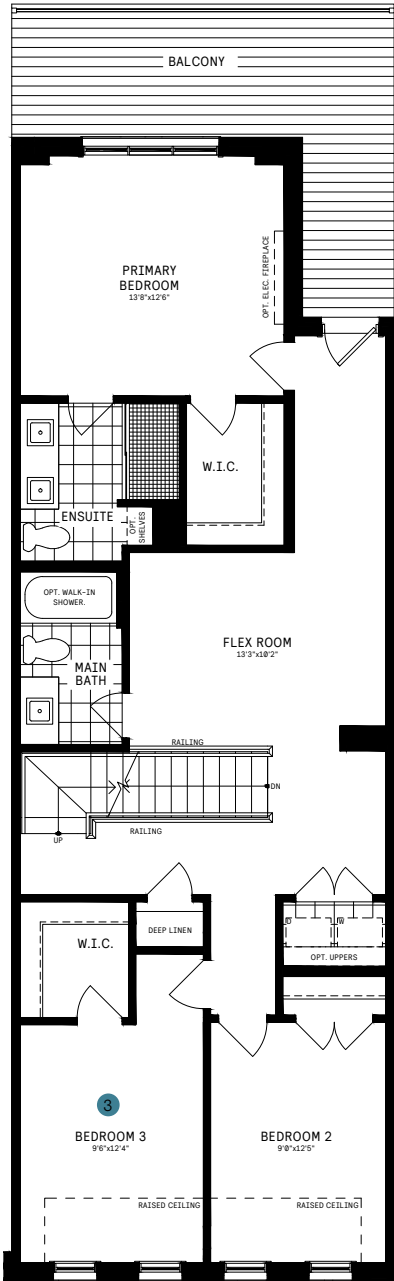 BALCONY
PRIMARY
BEDROOM
13'8"x12'6"
OPT. ELEC. FIREPLACE
W.I.C.
ENSUITE
OPT.
SHELVES
OPT. WALK-IN
SHOWER.
FLEX ROOM
13'3"x10'2"
MAIN
BATH
RAILING
DN
UP
RAILING
W.I.C.
DEEP LINEN
D
W
OPT. UPPERS
3
BEDROOM 3
9'6"x12'4"
BEDROOM 2
9'0"x12'5"
RAISED CEILING
RAISED CEILING